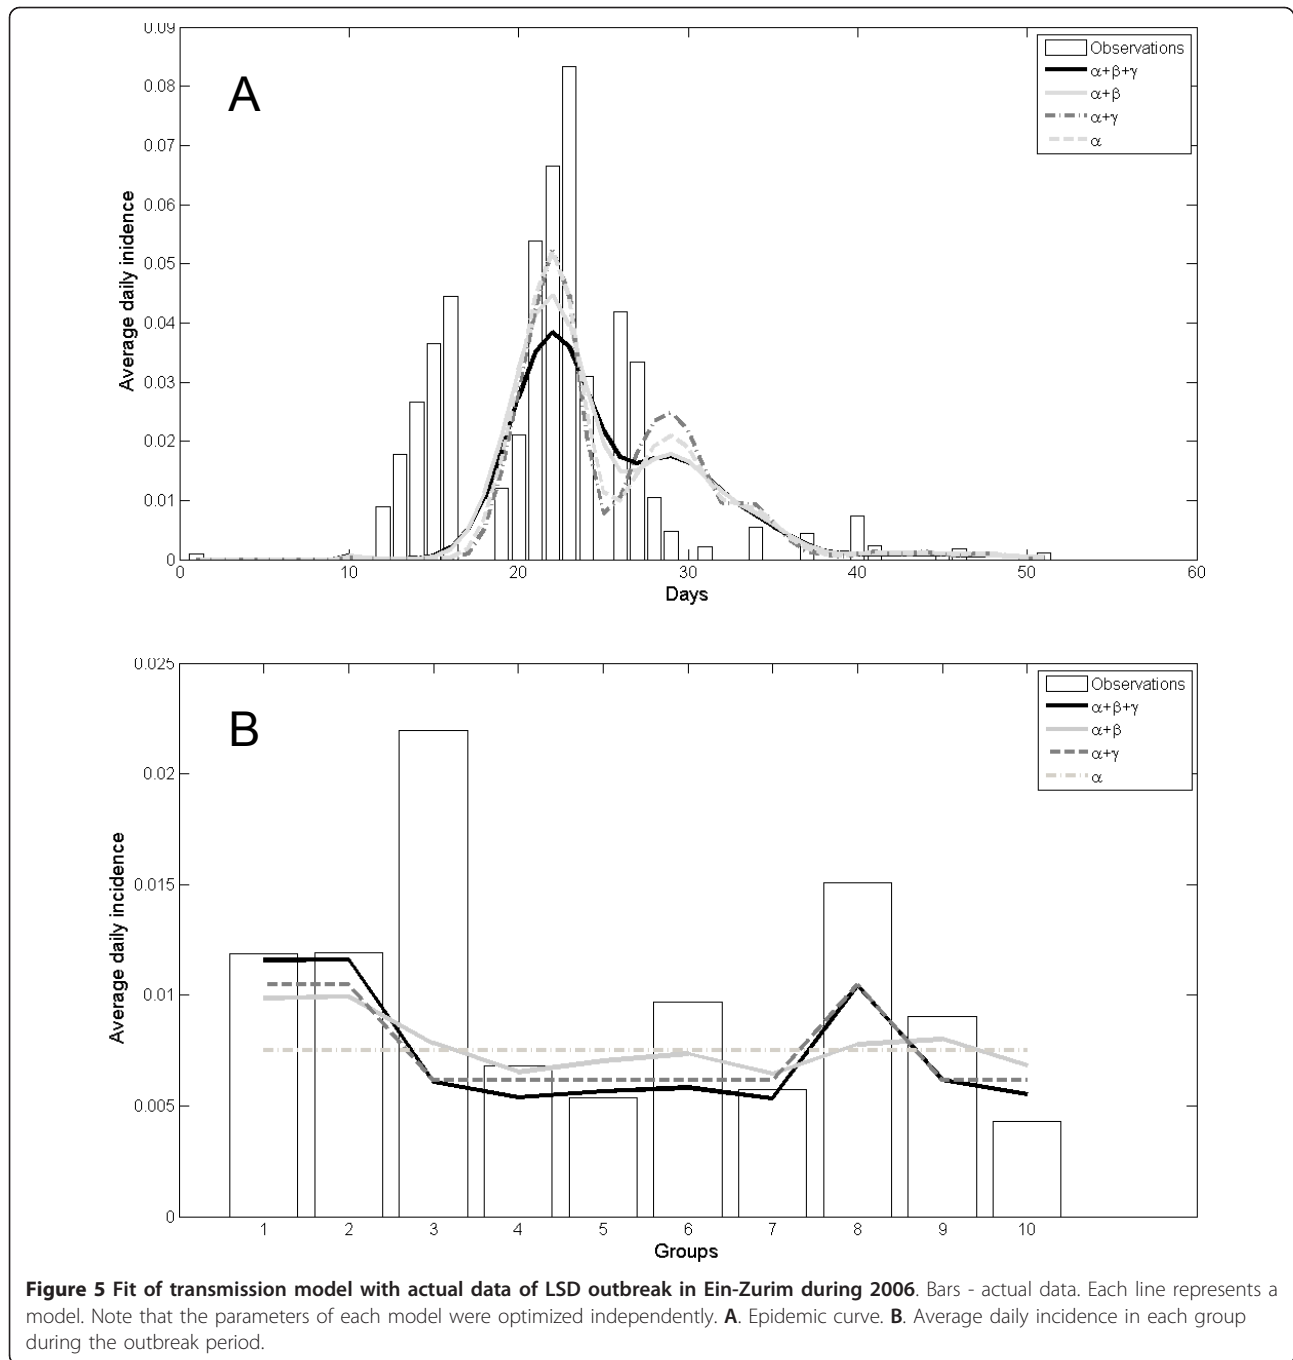 0.09
0.08
0.07
0.06
0.05
0.04
0.03
0.02
0.01
0
Average daily inidence
A
Observations
α+β+γ
α+β
α+γ
α
0 10 20 30 40 50 60
Days
0.025
0.02
0.015
0.01
0.005
0
Average daily incidence
B
Observations
α+β+γ
α+β
α+γ
α
1 2 3 4 5 6 7 8 9 10
Groups
Figure 5 Fit of transmission model with actual data of LSD outbreak in Ein-Zurim during 2006. Bars - actual data. Each line represents a
model. Note that the parameters of each model were optimized independently. A. Epidemic curve. B. Average daily incidence in each group
during the outbreak period.